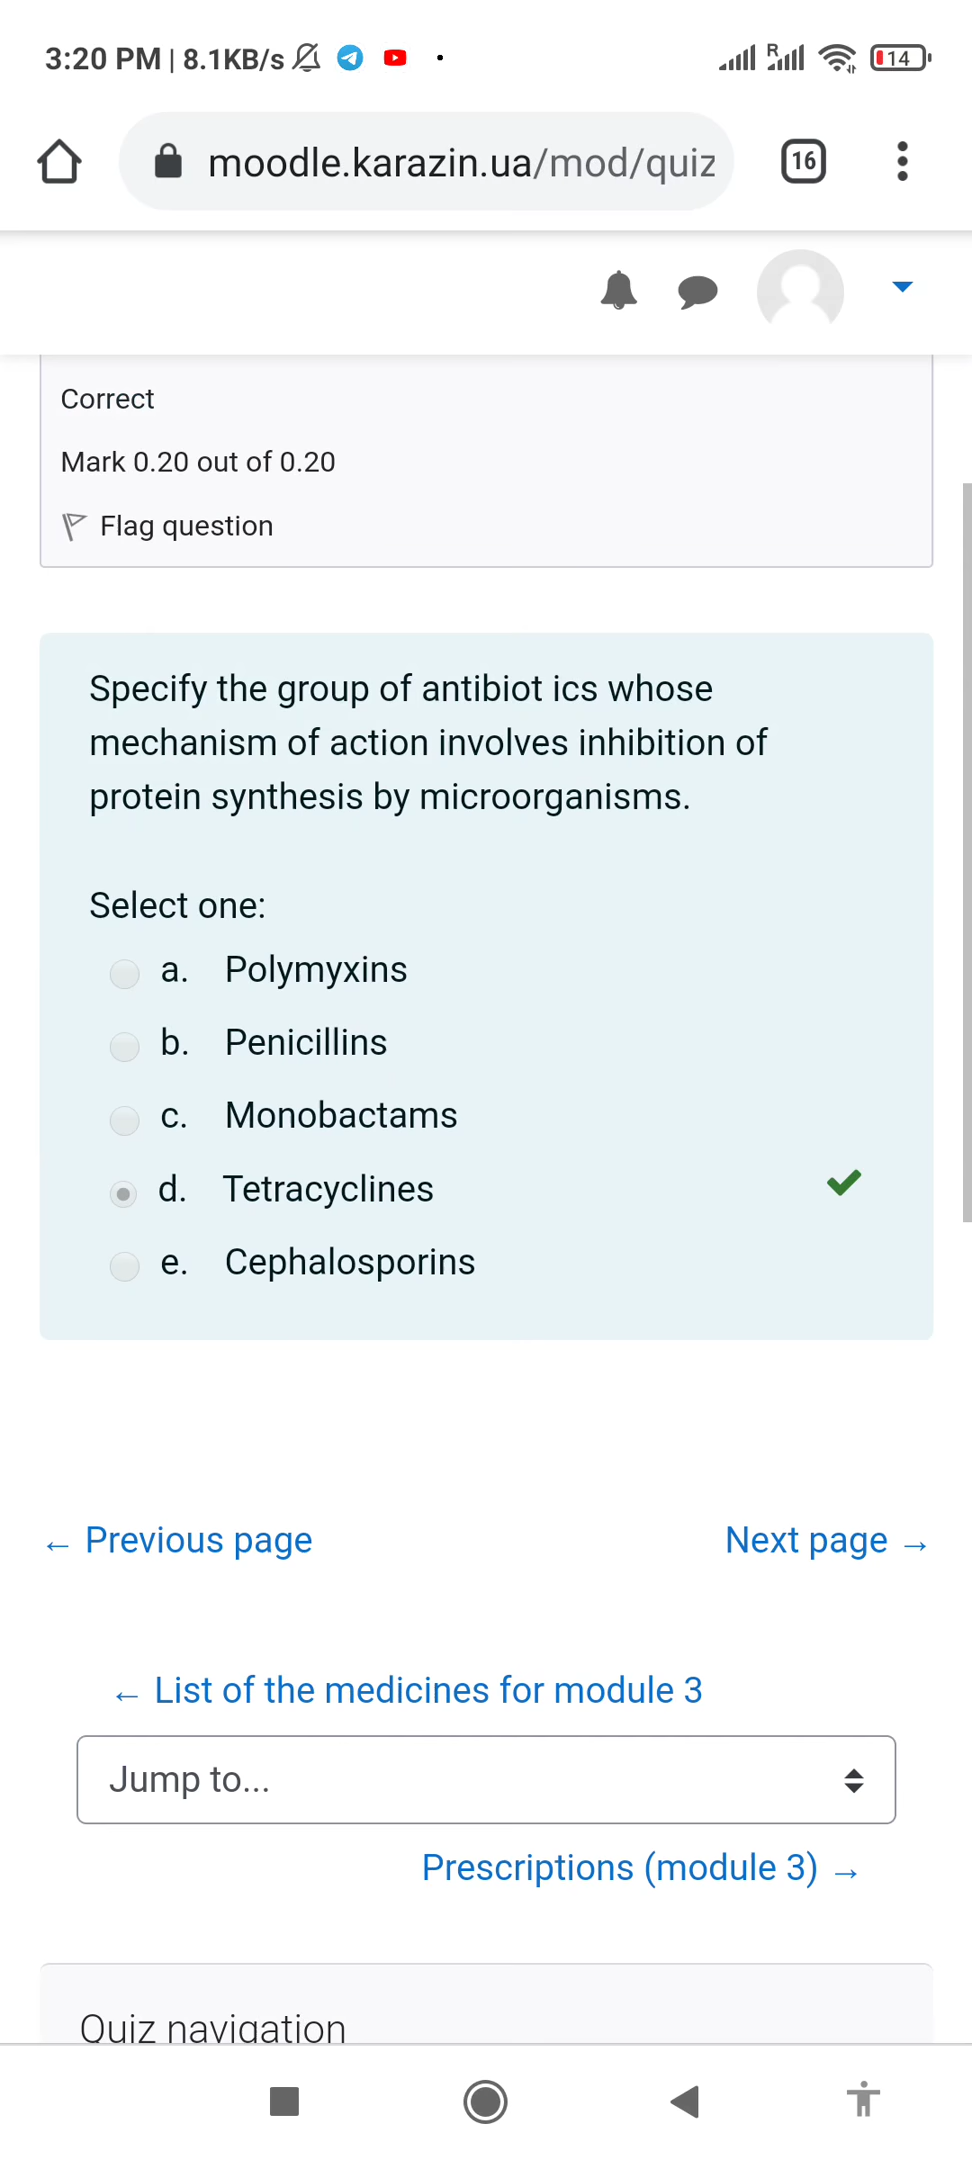 3:20 PM | 8.1KB/s
R
14
moodle.karazin.ua/mod/quiz
16
Correct
Mark 0.20 out of 0.20
Flag question
Specify the group of antibiot ics whose
mechanism of action involves inhibition of
protein synthesis by microorganisms.
Select one:
a. Polymyxins
b. Penicillins
c. Monobactams
d. Tetracyclines
e. Cephalosporins
← Previous page
Next page →
← List of the medicines for module 3
Jump to...
Prescriptions (module 3) →
Quiz navigation